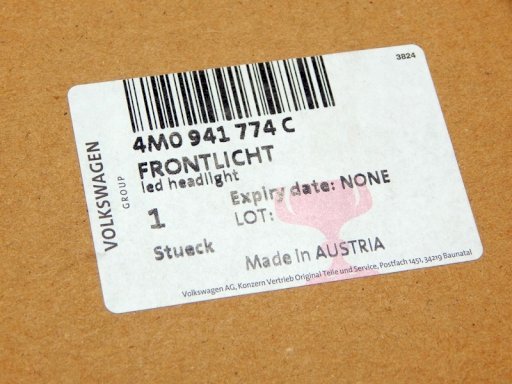 3824
4M0 941 774 C
FRONTLICHT
led headlight
Expiry date: NONE
1
LOT:
Stueck
Made in AUSTRIA
Volkswagen AG, Konzern Vertrieb Original Teile und Service, Postfach 1451, 34219 Baunatal
VOLKSWAGEN
GROUP